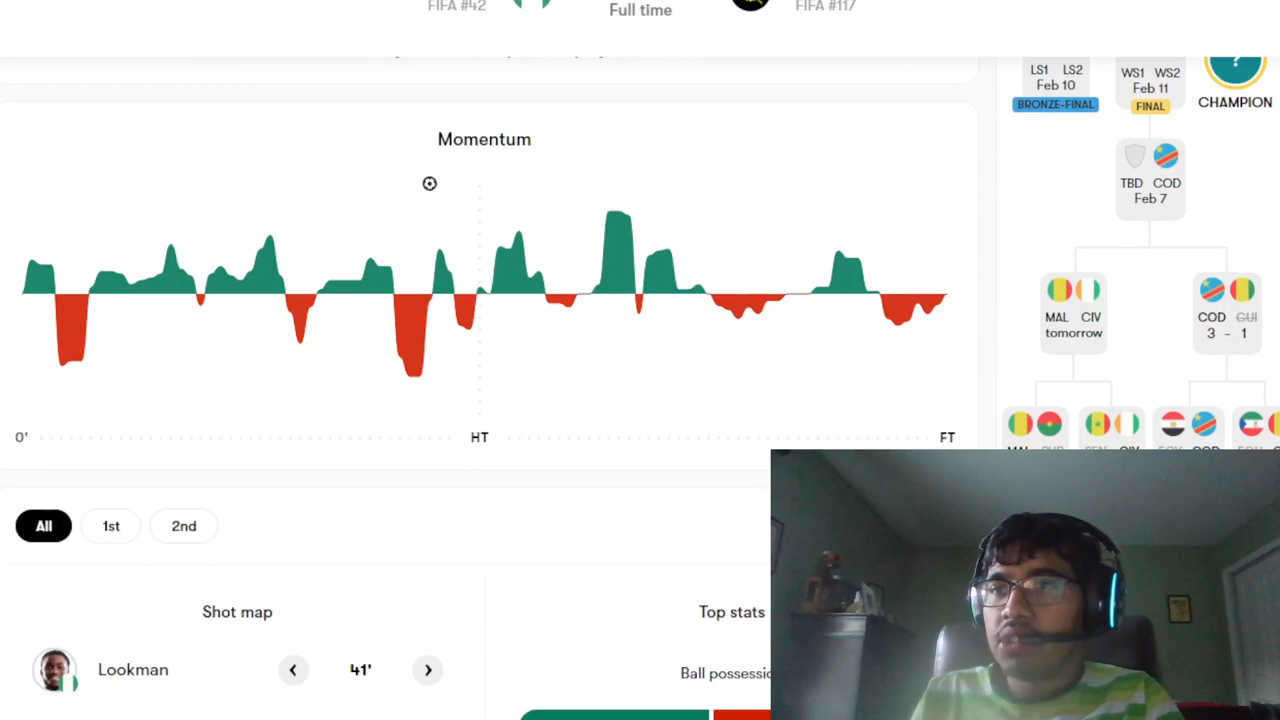 FIFA #42
Full time
FIFA #117
LS1 LS2
Feb 10
BRONZE-FINAL
WS1 WS2
Feb 11
FINAL
?
CHAMPION
Momentum
TBD COD
Feb 7
MAL CIV
tomorrow
COD GUI
3 - 1
0'
HT
FT
All
1st
2nd
Shot map
Top stats
Lookman
41'
Ball possessio